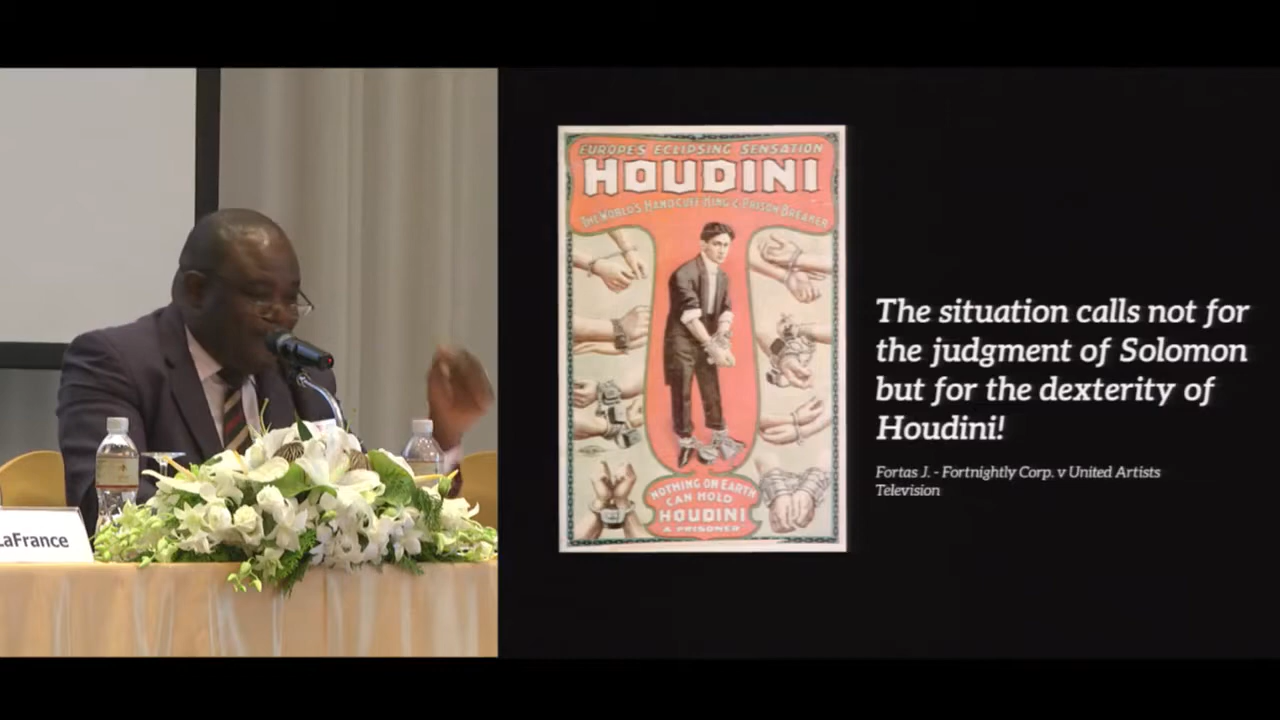 LaFrance
EUROPE'S ECLIPSING SENSATION
HOUDINI
THE WORLD'S HANDCUFF KING & PRISON BREAKER
NOTHING ON EARTH
CAN HOLD
HOUDINI
A PRISONER
The situation calls not for
the judgment of Solomon
but for the dexterity of
Houdini!
Fortas J. - Fortnightly Corp. v United Artists
Television